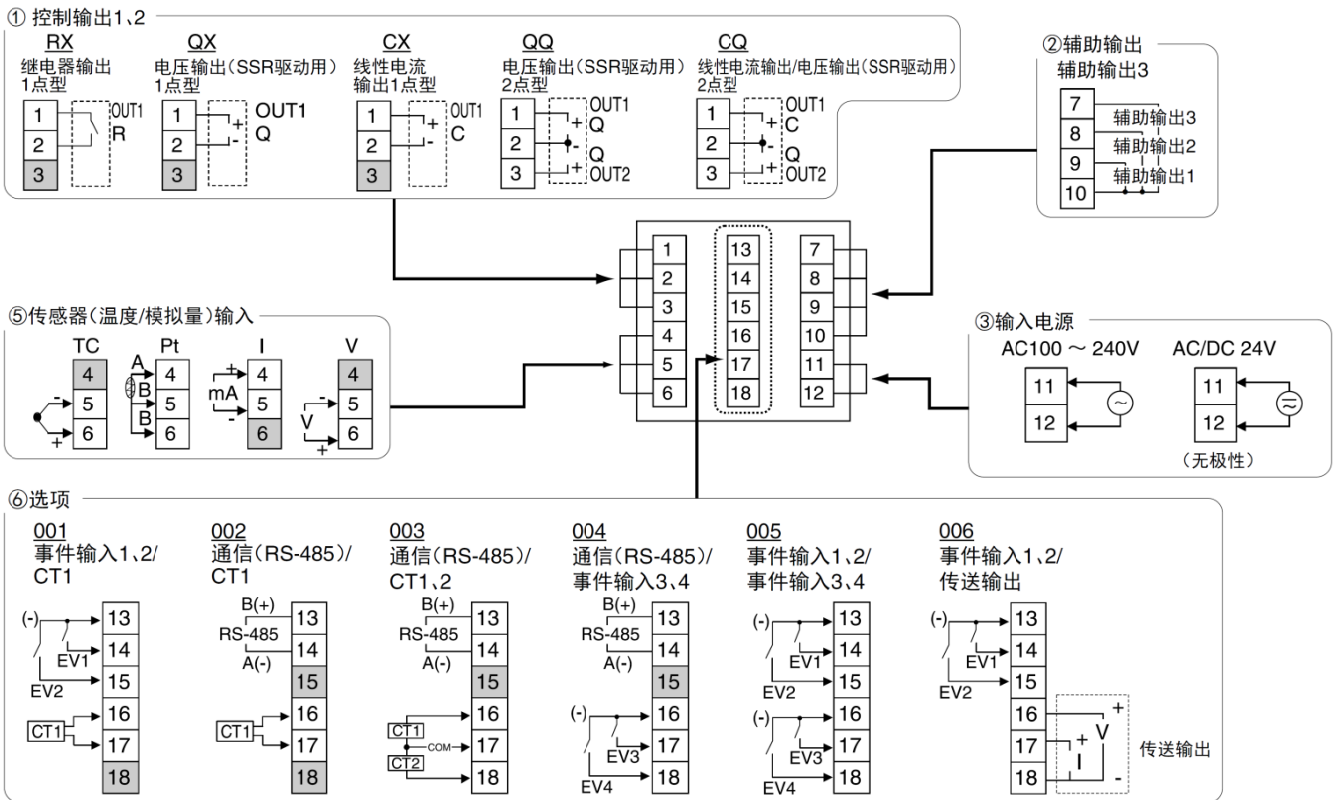 ① 控制输出1、2
RX
继电器输出
1点型
1
2
3
OUT1
R
QX
电压输出(SSR驱动用)
1点型
1
2
3
+
-
OUT1
Q
CX
线性电流
输出1点型
1
2
3
+
-
OUT1
C
QQ
电压输出(SSR驱动用)
2点型
1
2
3
+
-
+
OUT1
Q
Q
OUT2
CQ
线性电流输出/电压输出(SSR驱动用)
2点型
1
2
3
+
-
+
OUT1
C
Q
OUT2
②辅助输出
辅助输出3
7
8
9
10
辅助输出3
辅助输出2
辅助输出1
1
2
3
4
5
6
13
14
15
16
17
18
7
8
9
10
11
12
⑤传感器(温度/模拟量)输入
TC
4
5
6
-
+
Pt
A
B
B
4
5
6
I
+
mA
-
4
5
6
V
-
V
+
4
5
6
③输入电源
AC100 ～ 240V
11
12
AC/DC 24V
11
12
(无极性)
⑥选项
001
事件输入1、2/
CT1
(-)
EV1
EV2
CT1
13
14
15
16
17
18
002
通信(RS-485)/
CT1
B(+)
RS-485
A(-)
CT1
13
14
15
16
17
18
003
通信(RS-485)/
CT1、2
B(+)
RS-485
A(-)
CT1
COM
CT2
13
14
15
16
17
18
004
通信(RS-485)/
事件输入3、4
B(+)
RS-485
A(-)
(-)
EV3
EV4
13
14
15
16
17
18
005
事件输入1、2/
事件输入3、4
(-)
EV1
EV2
(-)
EV3
EV4
13
14
15
16
17
18
006
事件输入1、2/
传送输出
(-)
EV1
EV2
13
14
15
16
17
18
+
V
+
I
-
传送输出